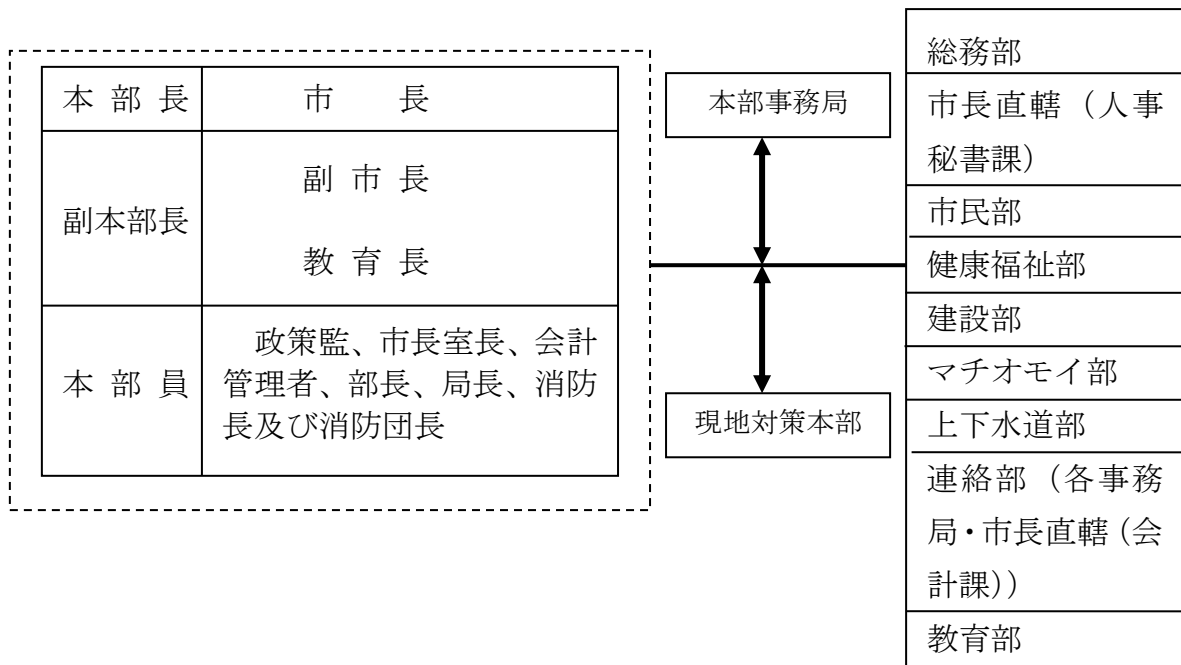 本 部 長
市　　長
副本部長
副 市 長
教 育 長
本 部 員
政策監、市長室長、会計
管理者、部長、局長、消防
長及び消防団長
本部事務局
現地対策本部
総務部
市長直轄（人事
秘書課）
市民部
健康福祉部
建設部
マチオモイ部
上下水道部
連絡部（各事務
局・市長直轄（会
計課））
教育部